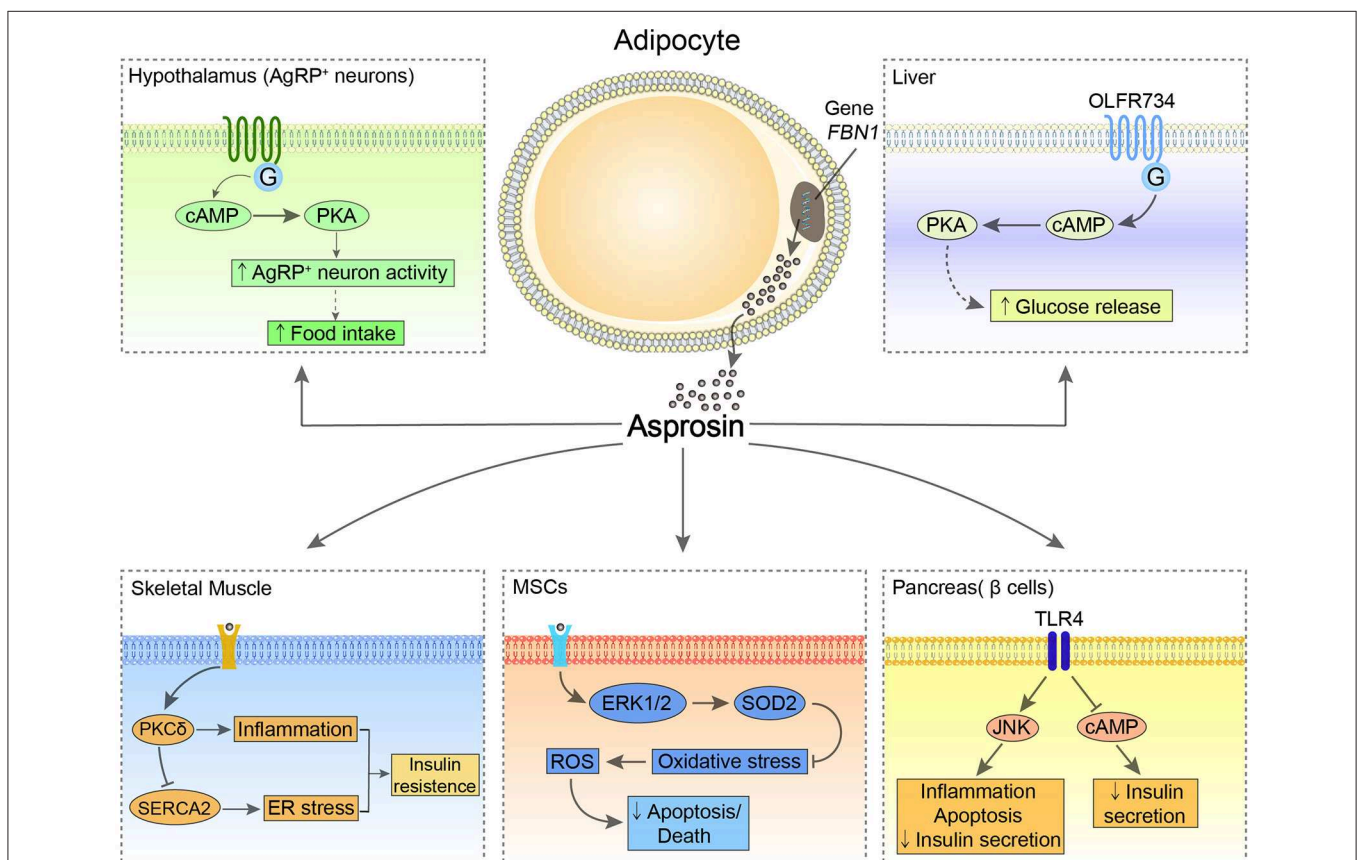 Adipocyte
Gene
FBN1
Hypothalamus (AgRP⁺ neurons)
G
cAMP
PKA
↑ AgRP⁺ neuron activity
↑ Food intake
Liver
OLFR734
G
PKA
cAMP
↑ Glucose release
Asprosin
Skeletal Muscle
PKCδ
Inflammation
SERCA2
ER stress
Insulin
resistence
MSCs
ERK1/2
SOD2
ROS
Oxidative stress
↓ Apoptosis/
Death
Pancreas( β cells)
TLR4
JNK
cAMP
Inflammation
Apoptosis
↓ Insulin secretion
↓ Insulin
secretion